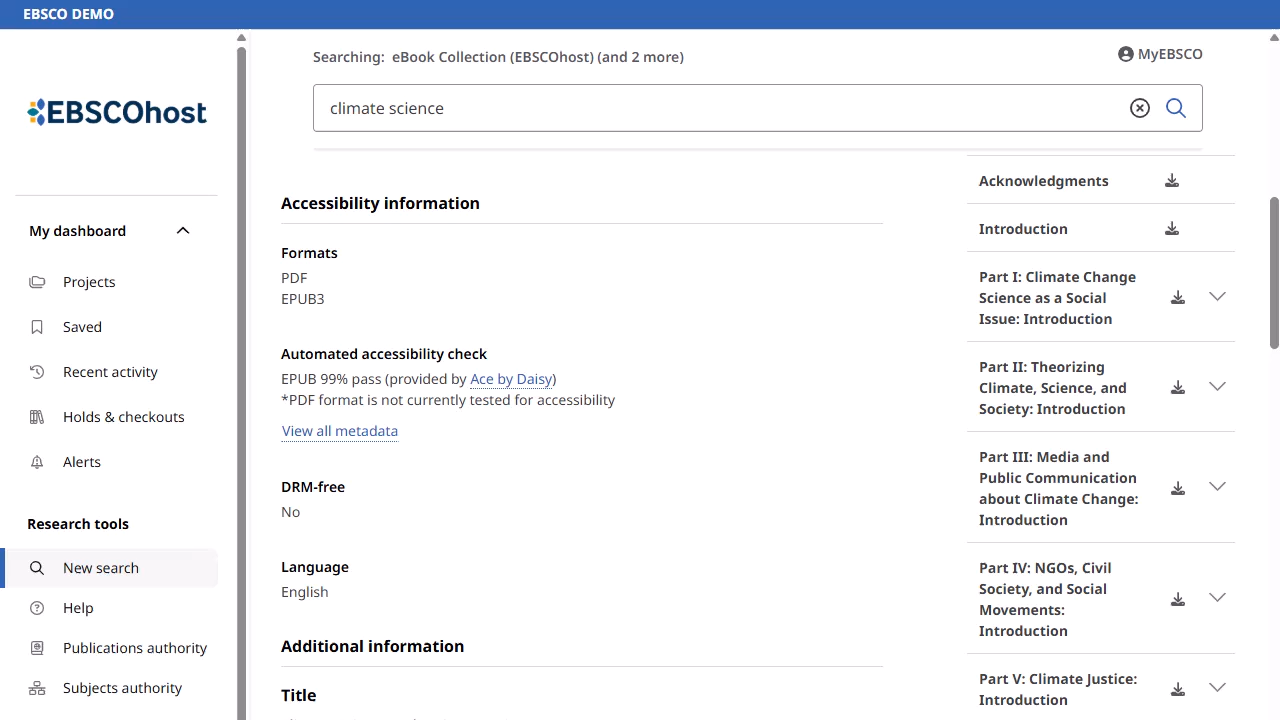 EBSCO DEMO
EBSCOhost
My dashboard
Projects
Saved
Recent activity
Holds & checkouts
Alerts
Research tools
New search
Help
Publications authority
Subjects authority
Searching: eBook Collection (EBSCOhost) (and 2 more)
MyEBSCO
climate science
Accessibility information
Formats
PDF
EPUB3
Automated accessibility check
EPUB 99% pass (provided by Ace by Daisy)
*PDF format is not currently tested for accessibility
View all metadata
DRM-free
No
Language
English
Additional information
Title
Acknowledgments
Introduction
Part I: Climate Change
Science as a Social
Issue: Introduction
Part II: Theorizing
Climate, Science, and
Society: Introduction
Part III: Media and
Public Communication
about Climate Change:
Introduction
Part IV: NGOs, Civil
Society, and Social
Movements:
Introduction
Part V: Climate Justice:
Introduction